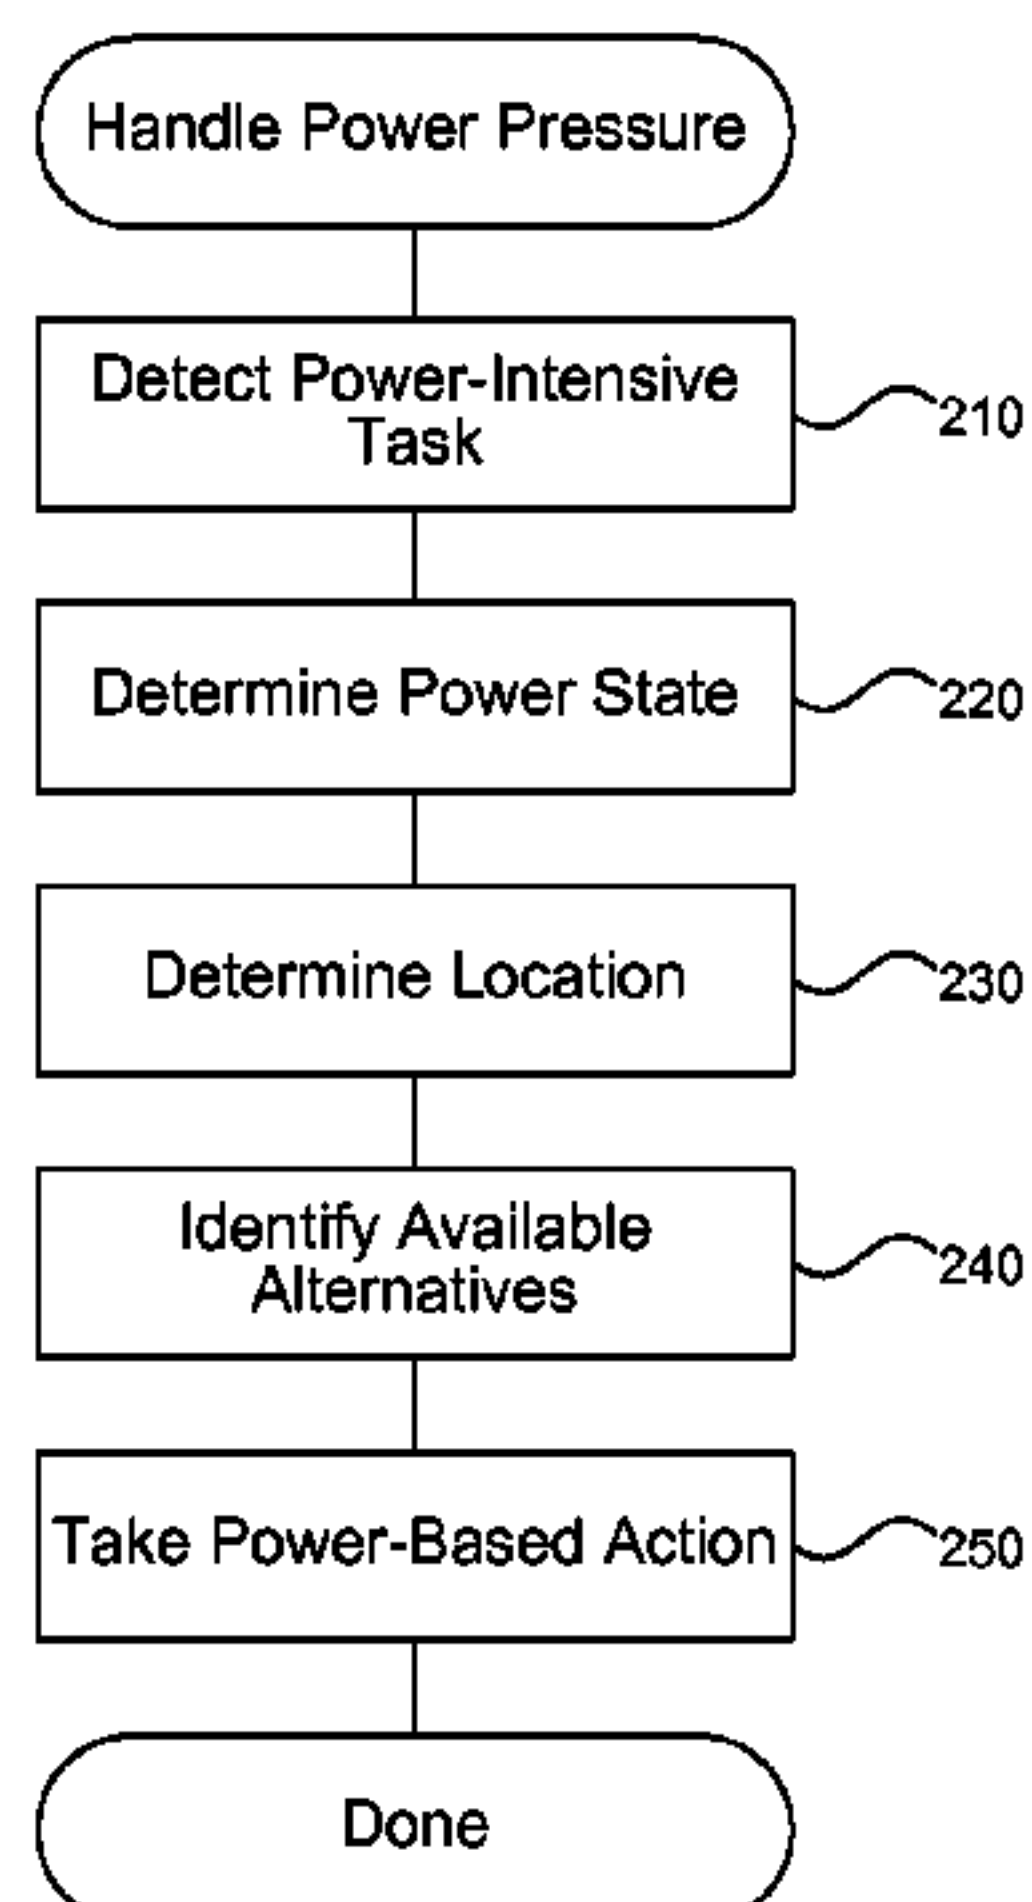 Handle Power Pressure
Detect Power-Intensive
Task
210
Determine Power State
220
Determine Location
230
Identify Available
Alternatives
240
Take Power-Based Action
250
Done